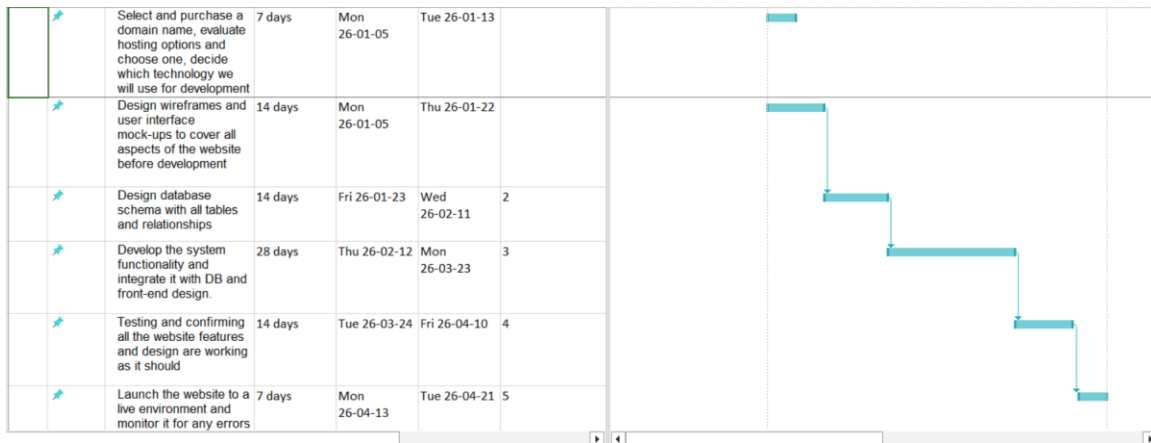 Select and purchase a 7 days Mon Tue 26-01-13
domain name, evaluate 26-01-05
hosting options and
choose one, decide
which technology we
will use for development
Design wireframes and 14 days Mon Thu 26-01-22
user interface 26-01-05
mock-ups to cover all
aspects of the website
before development
Design database 14 days Fri 26-01-23 Wed 2
schema with all tables 26-02-11
and relationships
Develop the system 28 days Thu 26-02-12 Mon 3
functionality and 26-03-23
integrate it with DB and
front-end design.
Testing and confirming 14 days Tue 26-03-24 Fri 26-04-10 4
all the website features
and design are working
as it should
Launch the website to a 7 days Mon Tue 26-04-21 5
live environment and 26-04-13
monitor it for any errors